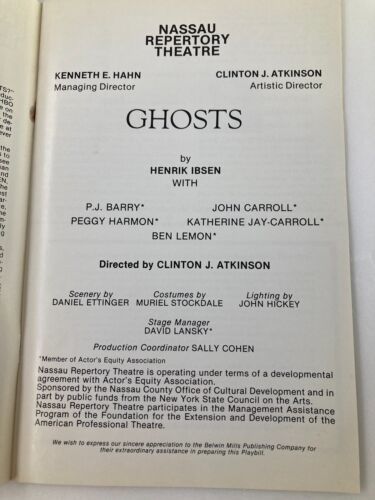 NASSAU
REPERTORY
THEATRE
KENNETH E. HAHN
Managing Director
CLINTON J. ATKINSON
Artistic Director
GHOSTS
by
HENRIK IBSEN
WITH
P.J. BARRY* JOHN CARROLL*
PEGGY HARMON* KATHERINE JAY-CARROLL*
BEN LEMON*
Directed by CLINTON J. ATKINSON
Scenery by
DANIEL ETTINGER
Costumes by
MURIEL STOCKDALE
Lighting by
JOHN HICKEY
Stage Manager
DAVID LANSKY*
Production Coordinator SALLY COHEN
*Member of Actor's Equity Association
Nassau Repertory Theatre is operating under terms of a developmental
agreement with Actor's Equity Association.
Sponsored by the Nassau County Office of Cultural Development and in
part by public funds from the New York State Council on the Arts.
Nassau Repertory Theatre participates in the Management Assistance
Program of the Foundation for the Extension and Development of the
American Professional Theatre.
We wish to express our sincere appreciation to the Belwin Mills Publishing Company for
their extraordinary assistance in preparing this Playbill.